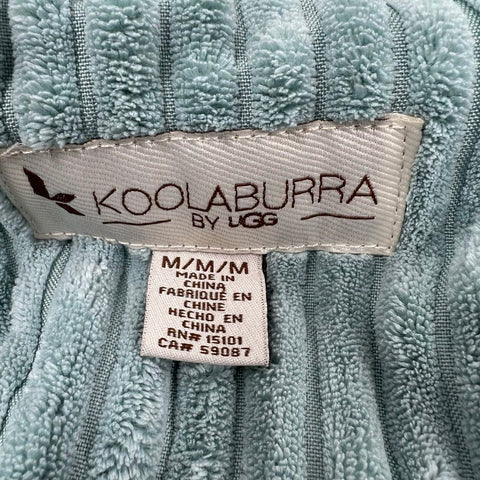 KOOLABURRA
BY UGG
M/M/M
MADE IN
CHINA
FABRIQUÉ EN
CHINE
HECHO EN
CHINA
RN# 15101
CA# 59087